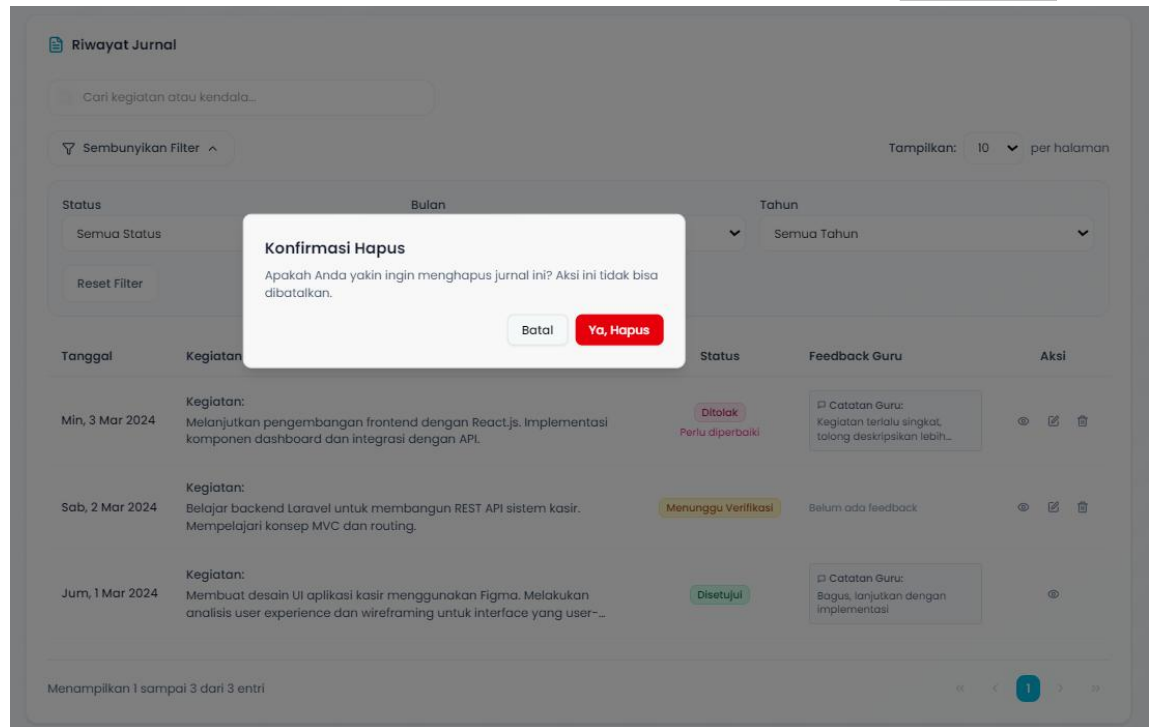 Riwayat Jurnal
Cari kegiatan atau kendala...
Sembunyikan Filter
Tampilkan: 10 per halaman
Status Bulan Tahun
Semua Status Semua Tahun
Reset Filter
Konfirmasi Hapus
Apakah Anda yakin ingin menghapus jurnal ini? Aksi ini tidak bisa
dibatalkan.
Batal Ya, Hapus
Tanggal Kegiatan Status Feedback Guru Aksi
Min, 3 Mar 2024
Kegiatan:
Melanjutkan pengembangan frontend dengan React.js. Implementasi
komponen dashboard dan integrasi dengan API.
Ditolak
Perlu diperbaiki
Catatan Guru:
Kegiatan terlalu singkat,
tolong deskripsikan lebih...
Sab, 2 Mar 2024
Kegiatan:
Belajar backend Laravel untuk membangun REST API sistem kasir.
Mempelajari konsep MVC dan routing.
Menunggu Verifikasi
Belum ada feedback
Jum, 1 Mar 2024
Kegiatan:
Membuat desain UI aplikasi kasir menggunakan Figma. Melakukan
analisis user experience dan wireframing untuk interface yang user-...
Disetujui
Catatan Guru:
Bagus, lanjutkan dengan
implementasi
Menampilkan 1 sampai 3 dari 3 entri
« ‹ 1 › »